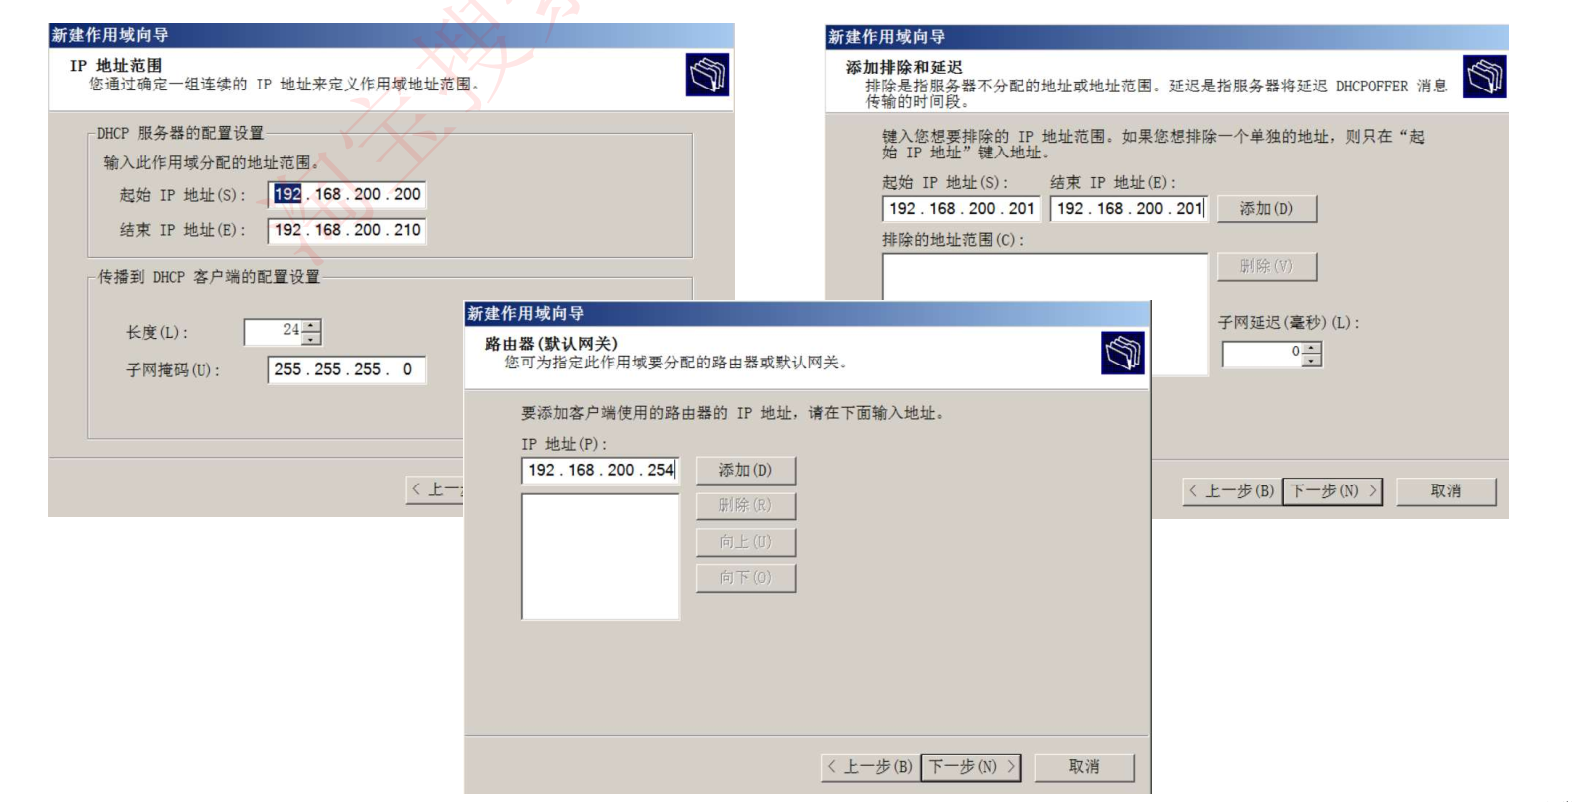 新建作用域向导
IP 地址范围
您通过确定一组连续的 IP 地址来定义作用域地址范围。
DHCP 服务器的配置设置
输入此作用域分配的地址范围。
起始 IP 地址(S): 192 . 168 . 200 . 200
结束 IP 地址(E): 192 . 168 . 200 . 210
传播到 DHCP 客户端的配置设置
长度(L): 24
子网掩码(U): 255 . 255 . 255 . 0
< 上一
新建作用域向导
添加排除和延迟
排除是指服务器不分配的地址或地址范围。延迟是指服务器将延迟 DHCPOFFER 消息
传输的时间段。
键入您想要排除的 IP 地址范围。如果您想排除一个单独的地址，则只在“起
始 IP 地址”键入地址。
起始 IP 地址(S): 结束 IP 地址(E):
192 . 168 . 200 . 201 192 . 168 . 200 . 201 添加(D)
排除的地址范围(C):
删除(V)
子网延迟(毫秒)(L):
0
< 上一步(B) 下一步(N) > 取消
新建作用域向导
路由器(默认网关)
您可为指定此作用域要分配的路由器或默认网关。
要添加客户端使用的路由器的 IP 地址，请在下面输入地址。
IP 地址(P):
192 . 168 . 200 . 254 添加(D)
删除(R)
向上(U)
向下(O)
< 上一步(B) 下一步(N) > 取消
淘宝搜